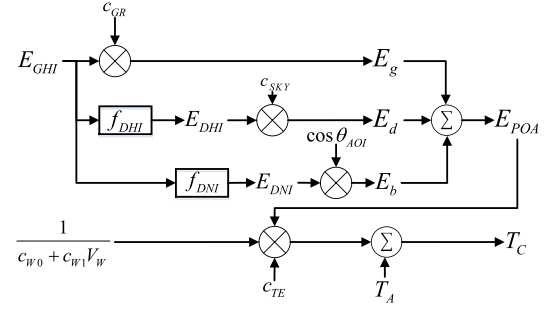 c_GR
E_GHI
E_g
c_SKY
f_DHI
E_DHI
E_d
Σ
E_POA
cos θ_AOI
f_DNI
E_DNI
E_b
1
c_W0 + c_W1 V_W
Σ
T_C
c_TE
T_A